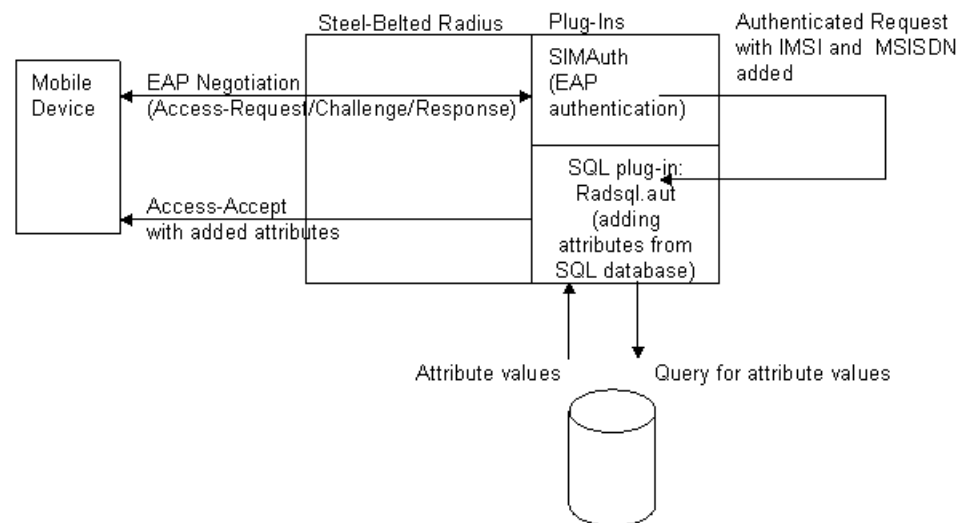 Steel-Belted Radius
Plug-Ins
Authenticated Request
with IMSI and MSISDN
added
Mobile
Device
EAP Negotiation
(Access-Request/Challenge/Response)
SIMAuth
(EAP
authentication)
SQL plug-in:
Radsql.aut
(adding
attributes from
SQL database)
Access-Accept
with added attributes
Attribute values
Query for attribute values